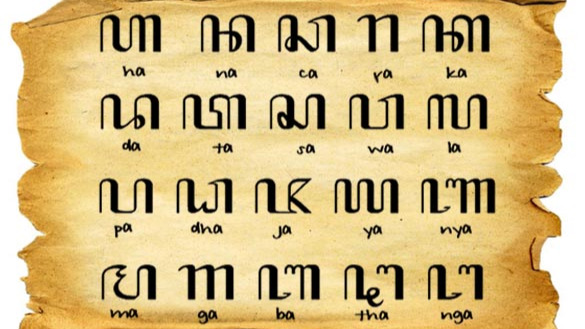 ꦲ ꦤ ꦕ ꦫ ꦏ
ha na ca ra ka
ꦢ ꦠ ꦱ ꦮ ꦭ
da ta sa wa la
ꦥ ꦝ ꦗ ꦪ ꦚ
pa dha ja ya nya
ꦩ ꦒ ꦧ ꦛ ꦔ
ma ga ba tha nga